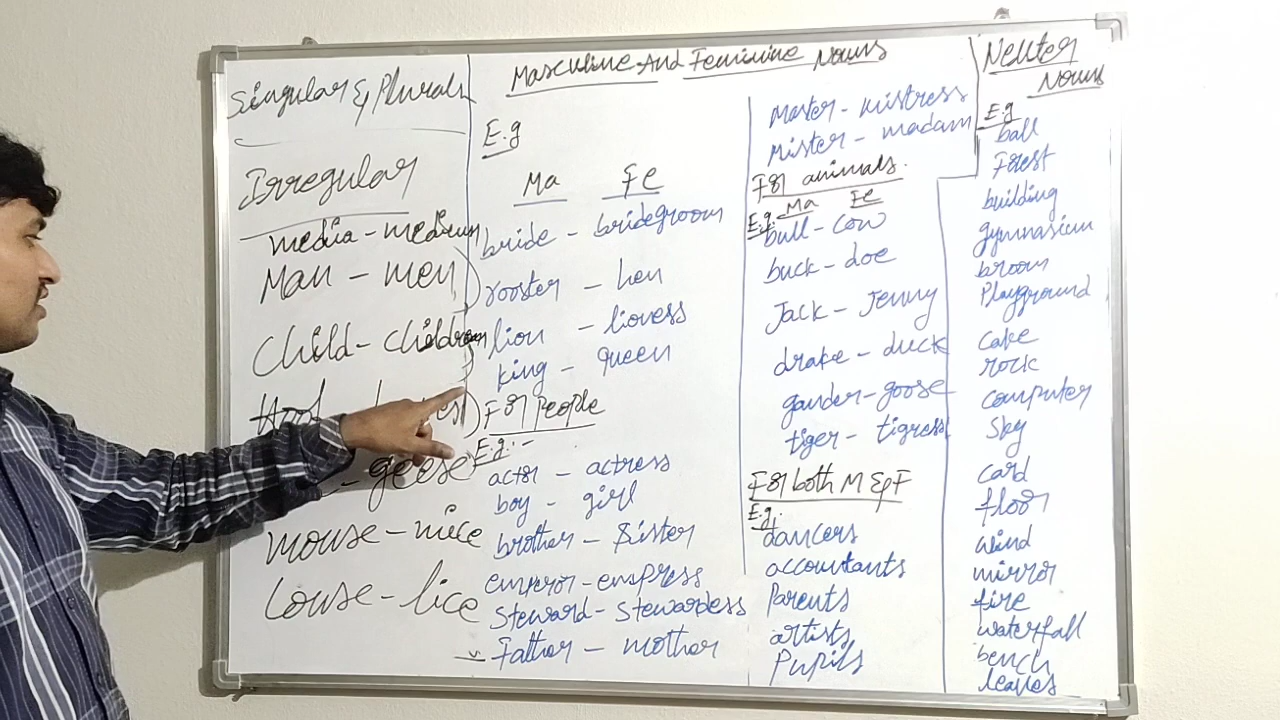 Singular & Plurals
Irregular
media - medium
Man - men
Child - children
Hoof -
- geese
mouse - mice
Louse - lice
Masculine And Feminine Nouns
E.g
Ma Fe
bride - bridegroom
rooster - hen
lion - lioness
king - queen
For People
E.g:-
actor - actress
boy - girl
brother - Sister
emperor - empress
Steward - Stewardess
Father - mother
Master - mistress
Mister - madam
For animals.
E.g. Ma Fe
bull - cow
buck - doe
Jack - Jenny
drake - duck
gander - goose
tiger - tigress
For both M & F
E.g:
dancers
accountants
Parents
artists
Pupils
Neuter
Nouns
E.g
ball
Forest
building
gymnasium
broom
Playground
cake
rock
computer
Sky
card
floor
wind
mirror
fire
waterfall
bench
leaves